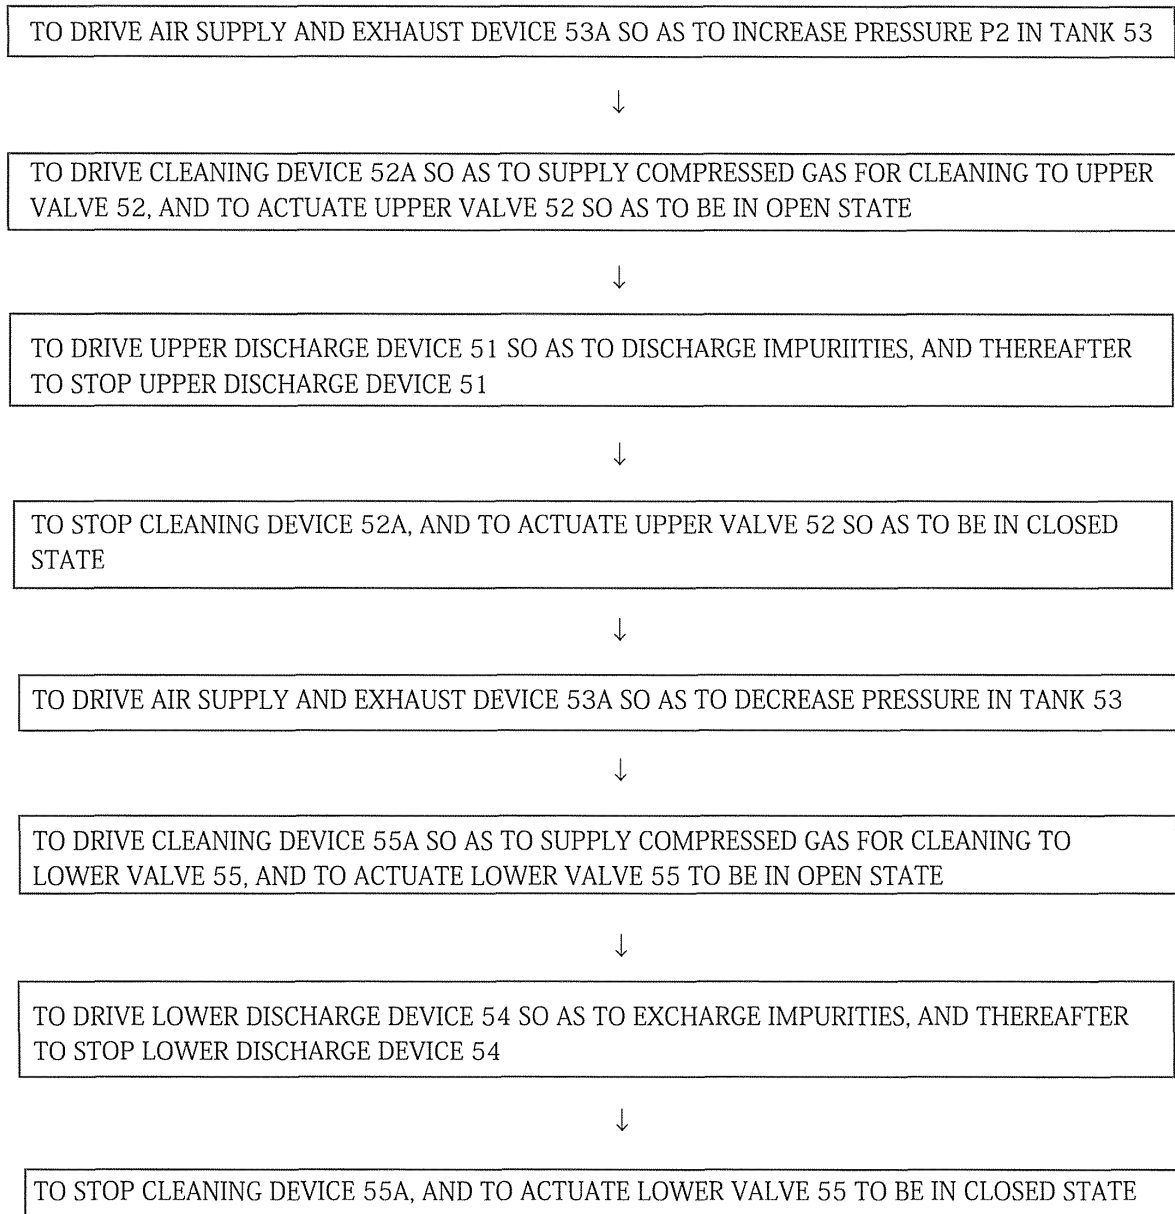 TO DRIVE AIR SUPPLY AND EXHAUST DEVICE 53A SO AS TO INCREASE PRESSURE P2 IN TANK 53
↓
TO DRIVE CLEANING DEVICE 52A SO AS TO SUPPLY COMPRESSED GAS FOR CLEANING TO UPPER
VALVE 52, AND TO ACTUATE UPPER VALVE 52 SO AS TO BE IN OPEN STATE
↓
TO DRIVE UPPER DISCHARGE DEVICE 51 SO AS TO DISCHARGE IMPURIITIES, AND THEREAFTER
TO STOP UPPER DISCHARGE DEVICE 51
↓
TO STOP CLEANING DEVICE 52A, AND TO ACTUATE UPPER VALVE 52 SO AS TO BE IN CLOSED
STATE
↓
TO DRIVE AIR SUPPLY AND EXHAUST DEVICE 53A SO AS TO DECREASE PRESSURE IN TANK 53
↓
TO DRIVE CLEANING DEVICE 55A SO AS TO SUPPLY COMPRESSED GAS FOR CLEANING TO
LOWER VALVE 55, AND TO ACTUATE LOWER VALVE 55 TO BE IN OPEN STATE
↓
TO DRIVE LOWER DISCHARGE DEVICE 54 SO AS TO EXCHARGE IMPURITIES, AND THEREAFTER
TO STOP LOWER DISCHARGE DEVICE 54
↓
TO STOP CLEANING DEVICE 55A, AND TO ACTUATE LOWER VALVE 55 TO BE IN CLOSED STATE